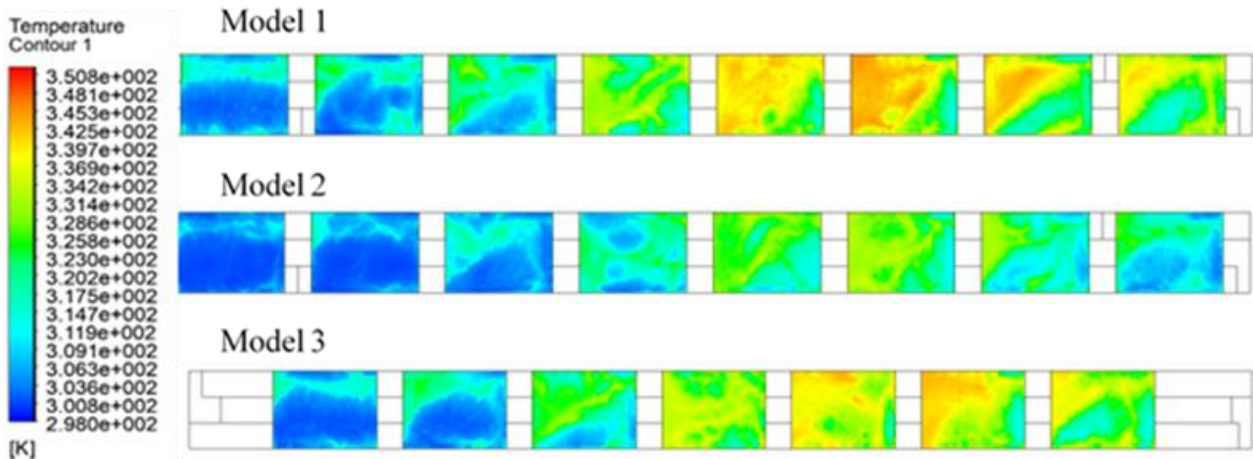 Temperature
Contour 1
3.508e+002
3.481e+002
3.453e+002
3.425e+002
3.397e+002
3.369e+002
3.342e+002
3.314e+002
3.286e+002
3.258e+002
3.230e+002
3.202e+002
3.175e+002
3.147e+002
3.119e+002
3.091e+002
3.063e+002
3.036e+002
3.008e+002
2.980e+002
[K]
Model 1
Model 2
Model 3